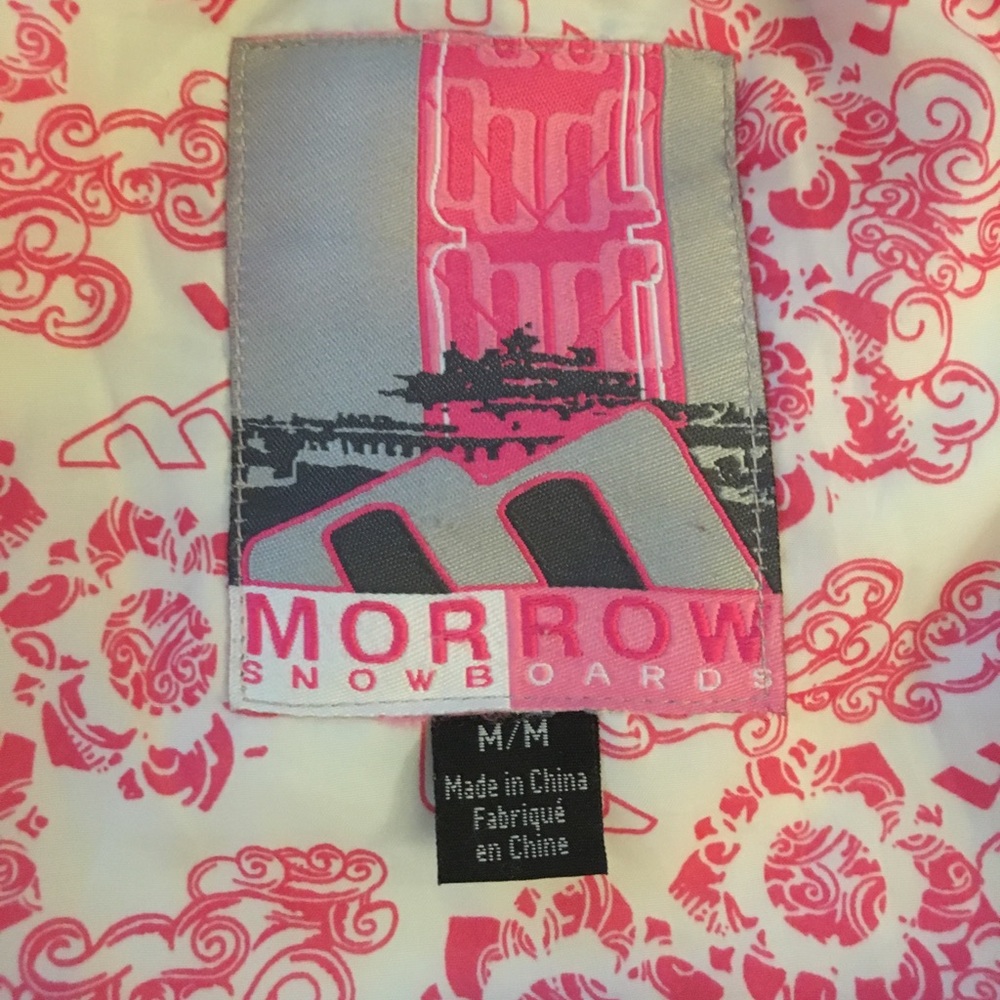 MORROW
SNOWBOARDS
M/M
Made in China
Fabriqué
en Chine